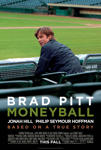 BRAD PITT
MONEYBALL
JONAH HILL PHILIP SEYMOUR HOFFMAN
BASED ON A TRUE STORY
THIS FALL